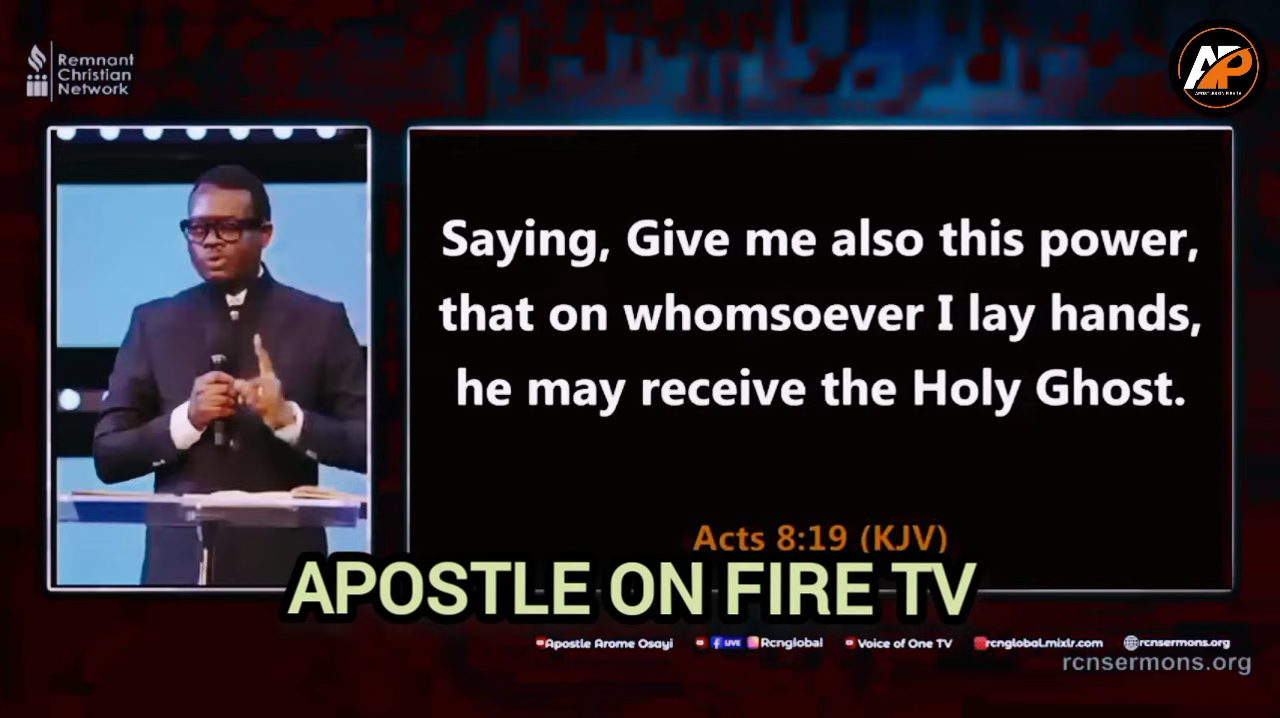 Remnant
Christian
Network
AP
Saying, Give me also this power,
that on whomsoever I lay hands,
he may receive the Holy Ghost.
Acts 8:19 (KJV)
APOSTLE ON FIRE TV
Apostle Arome Osayi
LIVE
Rcnglobal
Voice of One TV
rcnglobal.mixlr.com
rcnsermons.org
rcnsermons.org